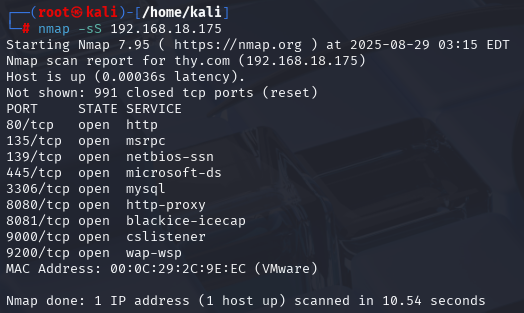 ┌──(root㉿kali)-[/home/kali]
└─# nmap -sS 192.168.18.175
Starting Nmap 7.95 ( https://nmap.org ) at 2025-08-29 03:15 EDT
Nmap scan report for thy.com (192.168.18.175)
Host is up (0.00036s latency).
Not shown: 991 closed tcp ports (reset)
PORT     STATE SERVICE
80/tcp   open  http
135/tcp  open  msrpc
139/tcp  open  netbios-ssn
445/tcp  open  microsoft-ds
3306/tcp open  mysql
8080/tcp open  http-proxy
8081/tcp open  blackice-icecap
9000/tcp open  cslistener
9200/tcp open  wap-wsp
MAC Address: 00:0C:29:2C:9E:EC (VMware)

Nmap done: 1 IP address (1 host up) scanned in 10.54 seconds